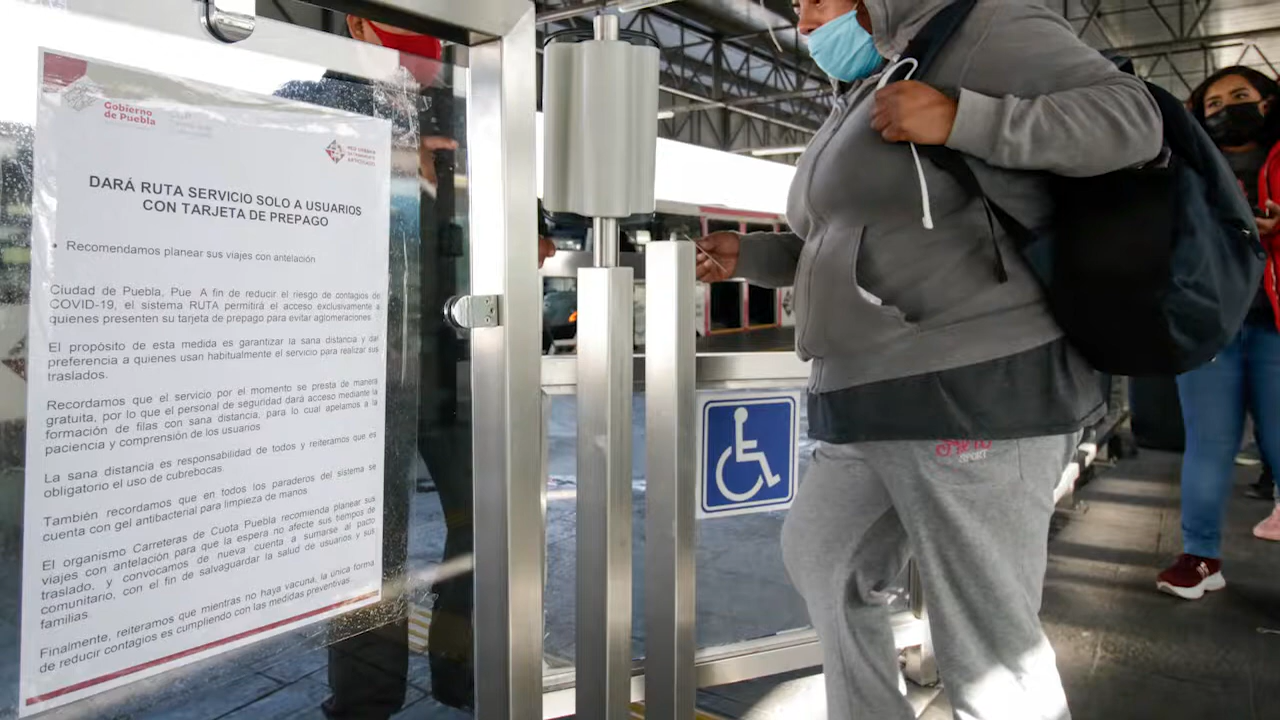 Gobierno
de Puebla
RED URBANA
DE TRANSPORTE
ARTICULADO
DARÁ RUTA SERVICIO SOLO A USUARIOS
CON TARJETA DE PREPAGO
• Recomendamos planear sus viajes con antelación
Ciudad de Puebla, Pue A fin de reducir el riesgo de contagios de
COVID-19, el sistema RUTA permitirá el acceso exclusivamente a
quienes presenten su tarjeta de prepago para evitar aglomeraciones.
El propósito de esta medida es garantizar la sana distancia y dar
preferencia a quienes usan habitualmente el servicio para realizar sus
traslados.
Recordamos que el servicio por el momento se presta de manera
gratuita, por lo que el personal de seguridad dará acceso mediante la
formación de filas con sana distancia, para lo cual apelamos a la
paciencia y comprensión de los usuarios
La sana distancia es responsabilidad de todos y reiteramos que es
obligatorio el uso de cubrebocas.
También recordamos que en todos los paraderos del sistema se
cuenta con gel antibacterial para limpieza de manos
El organismo Carreteras de Cuota Puebla recomienda planear sus
viajes con antelación para que la espera no afecte sus tiempos de
traslado, y convocamos de nueva cuenta a sumarse al pacto
comunitario, con el fin de salvaguardar la salud de usuarios y sus
familias.
Finalmente, reiteramos que mientras no haya vacuna, la única forma
de reducir contagios es cumpliendo con las medidas preventivas.
SPORT